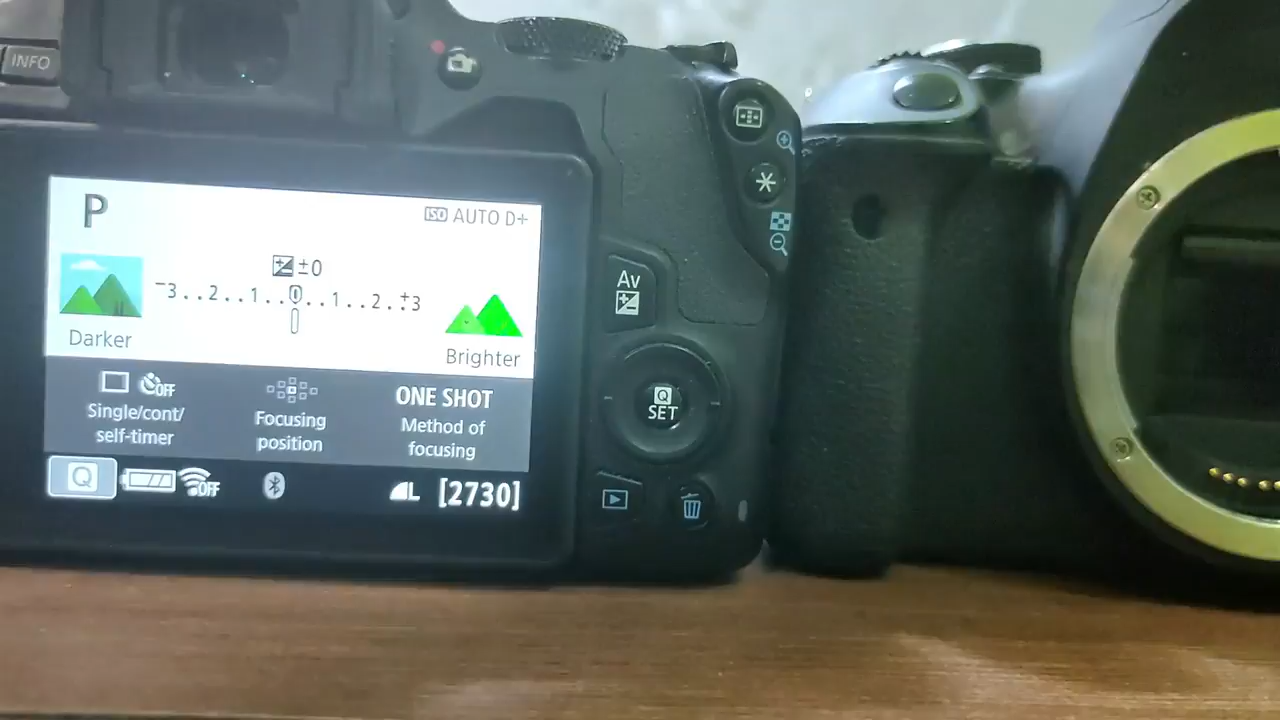 INFO
P
ISO AUTO D+
±0
-3..2..1..0..1..2..+3
Darker
Brighter
OFF
ONE SHOT
Single/cont/
self-timer
Focusing
position
Method of
focusing
Q
OFF
L
[2730]
Av
Q
SET